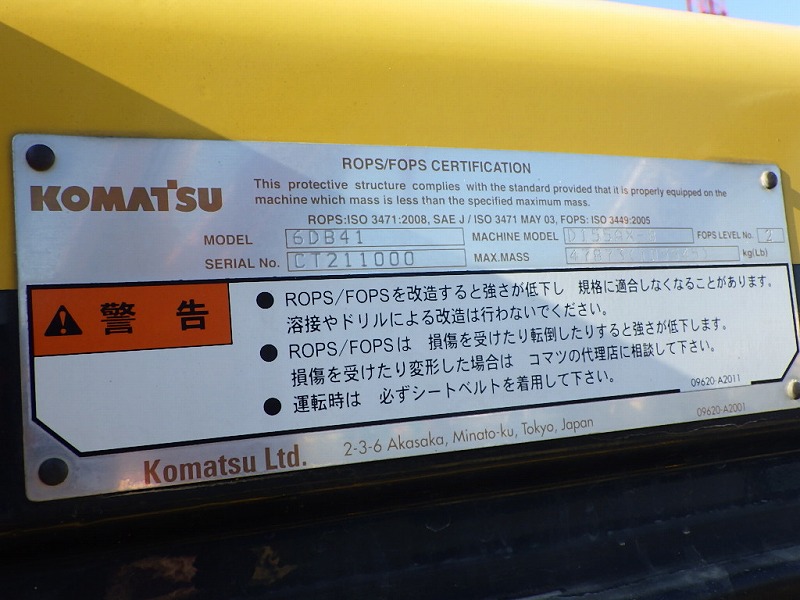 ROPS/FOPS CERTIFICATION
KOMATSU
This protective structure complies with the standard provided that it is properly equipped on the
machine which mass is less than the specified maximum mass.
ROPS:ISO 3471:2008, SAE J / ISO 3471 MAY 03, FOPS: ISO 3449:2005
MODEL 6DB41 MACHINE MODEL FOPS LEVEL No. 2
SERIAL No. CT211000 MAX.MASS kg(Lb)
警告
● ROPS/FOPSを改造すると強さが低下し 規格に適合しなくなることがあります。
溶接やドリルによる改造は行わないでください。
● ROPS/FOPSは 損傷を受けたり転倒したりすると強さが低下します。
損傷を受けたり変形した場合は コマツの代理店に相談して下さい。
● 運転時は 必ずシートベルトを着用して下さい。
09620-A2011
Komatsu Ltd. 2-3-6 Akasaka, Minato-ku, Tokyo, Japan 09620-A2001